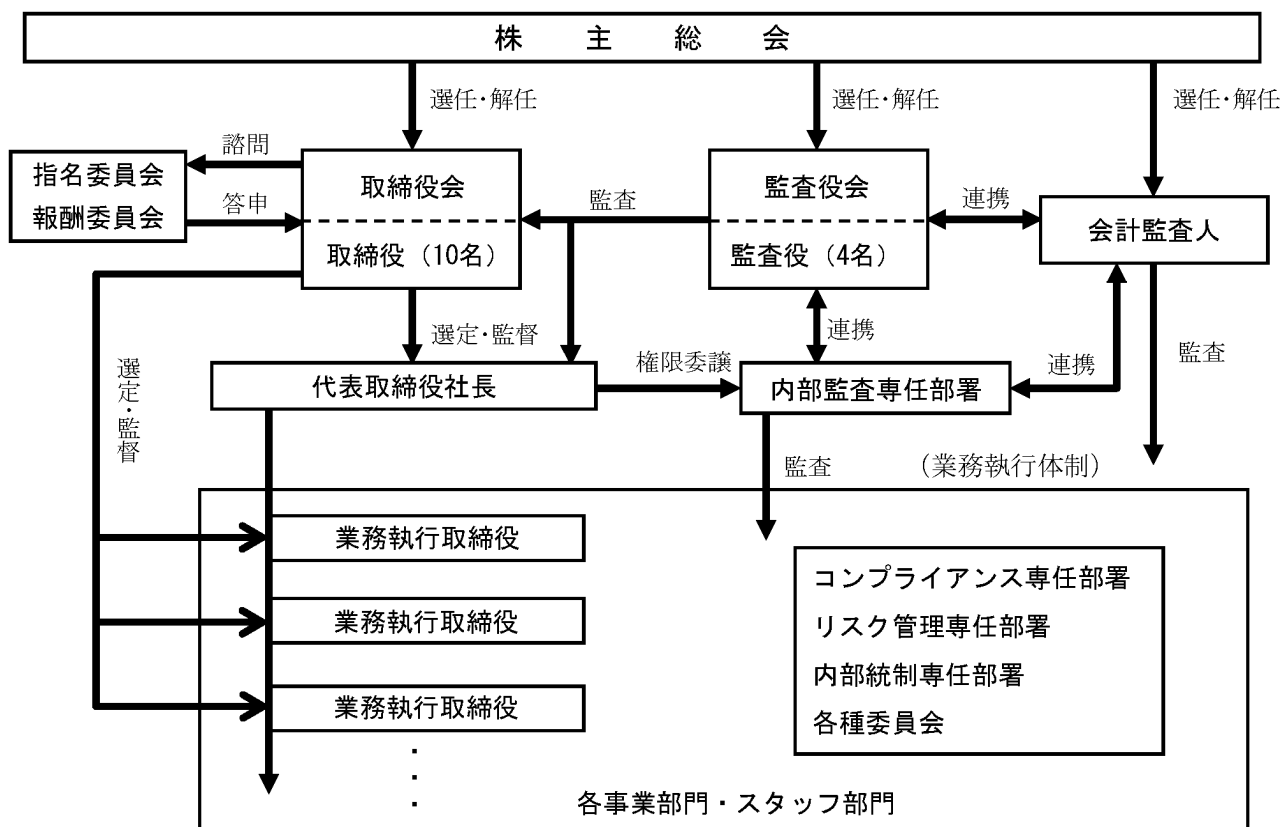 株主総会
選任・解任
選任・解任
選任・解任
諮問
指名委員会
報酬委員会
答申
取締役会
取締役（10名）
監査
監査役会
監査役（4名）
連携
会計監査人
選定・監督
連携
権限委譲
連携
監査
選定・監督
代表取締役社長
内部監査専任部署
監査
（業務執行体制）
業務執行取締役
業務執行取締役
業務執行取締役
・
・
・
コンプライアンス専任部署
リスク管理専任部署
内部統制専任部署
各種委員会
各事業部門・スタッフ部門